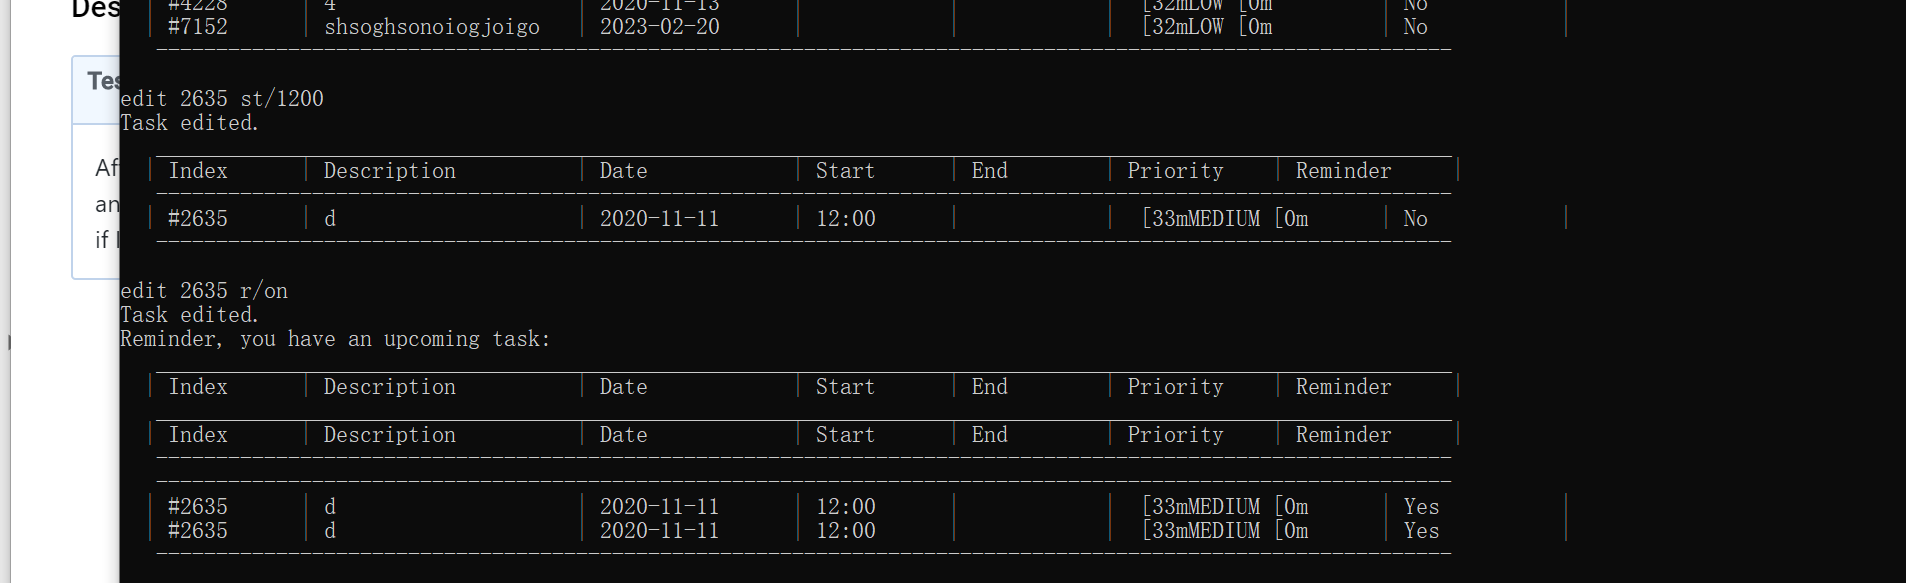 Des
#4228 4 2020-11-13 [32mLOW [0m No
#7152 shsoghsonoiogjoigo 2023-02-20 [32mLOW [0m No
Tes
edit 2635 st/1200
Task edited.
Af
Index Description Date Start End Priority Reminder
an
#2635 d 2020-11-11 12:00 [33mMEDIUM [0m No
if
edit 2635 r/on
Task edited.
Reminder, you have an upcoming task:
Index Description Date Start End Priority Reminder
Index Description Date Start End Priority Reminder
#2635 d 2020-11-11 12:00 [33mMEDIUM [0m Yes
#2635 d 2020-11-11 12:00 [33mMEDIUM [0m Yes